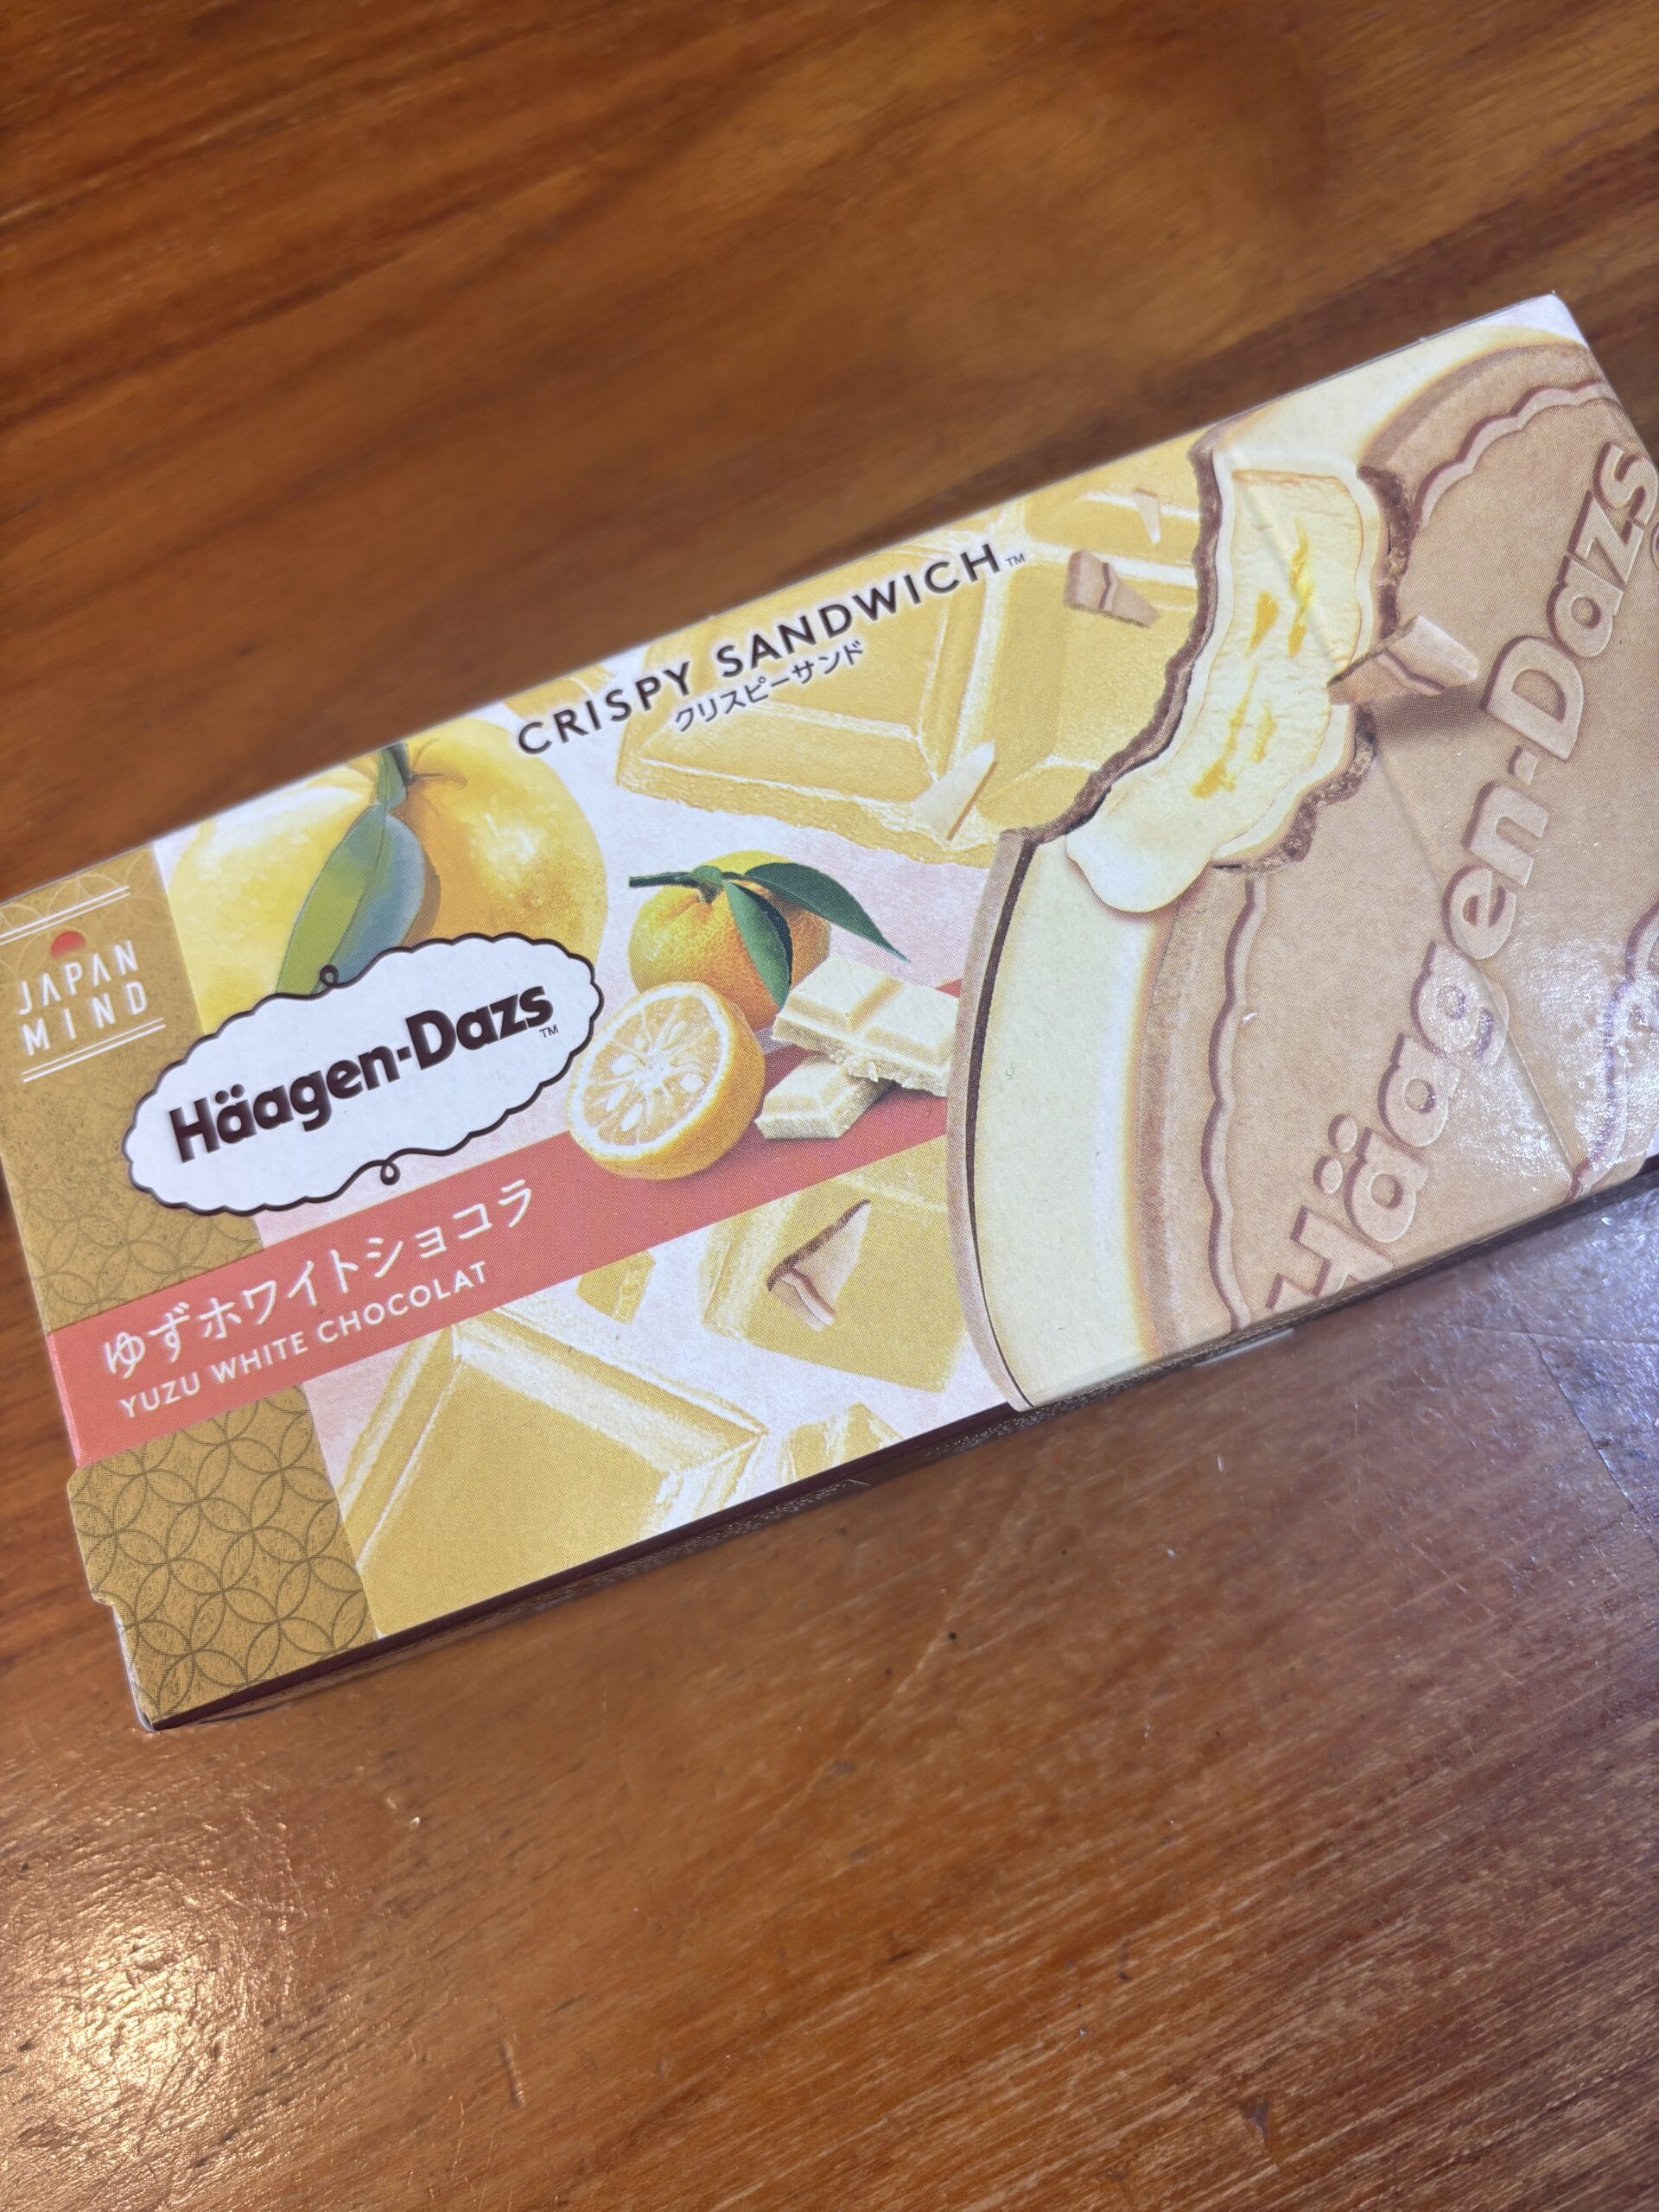 CRISPY SANDWICH™
クリスピーサンド
JAPAN
MIND
Häagen-Dazs™
ゆずホワイトショコラ
YUZU WHITE CHOCOLAT
Häagen-Dazs